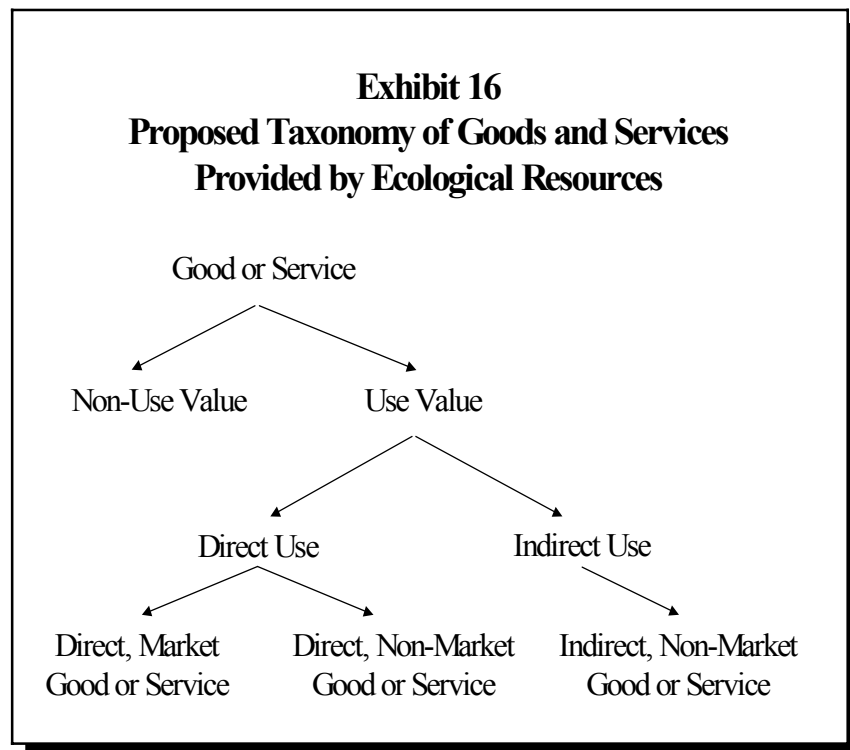 Exhibit 16
Proposed Taxonomy of Goods and Services
Provided by Ecological Resources
Good or Service
Non-Use Value
Use Value
Direct Use
Indirect Use
Direct, Market
Good or Service
Direct, Non-Market
Good or Service
Indirect, Non-Market
Good or Service